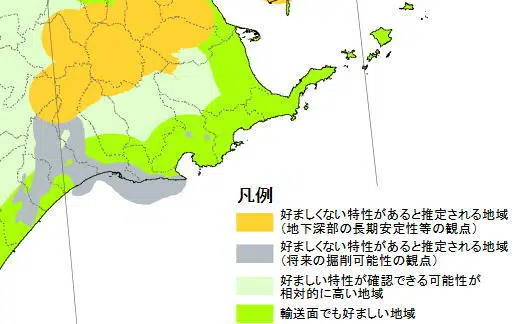 凡例
好ましくない特性があると推定される地域
（地下深部の長期安定性等の観点）
好ましくない特性があると推定される地域
（将来の掘削可能性の観点）
好ましい特性が確認できる可能性が
相対的に高い地域
輸送面でも好ましい地域